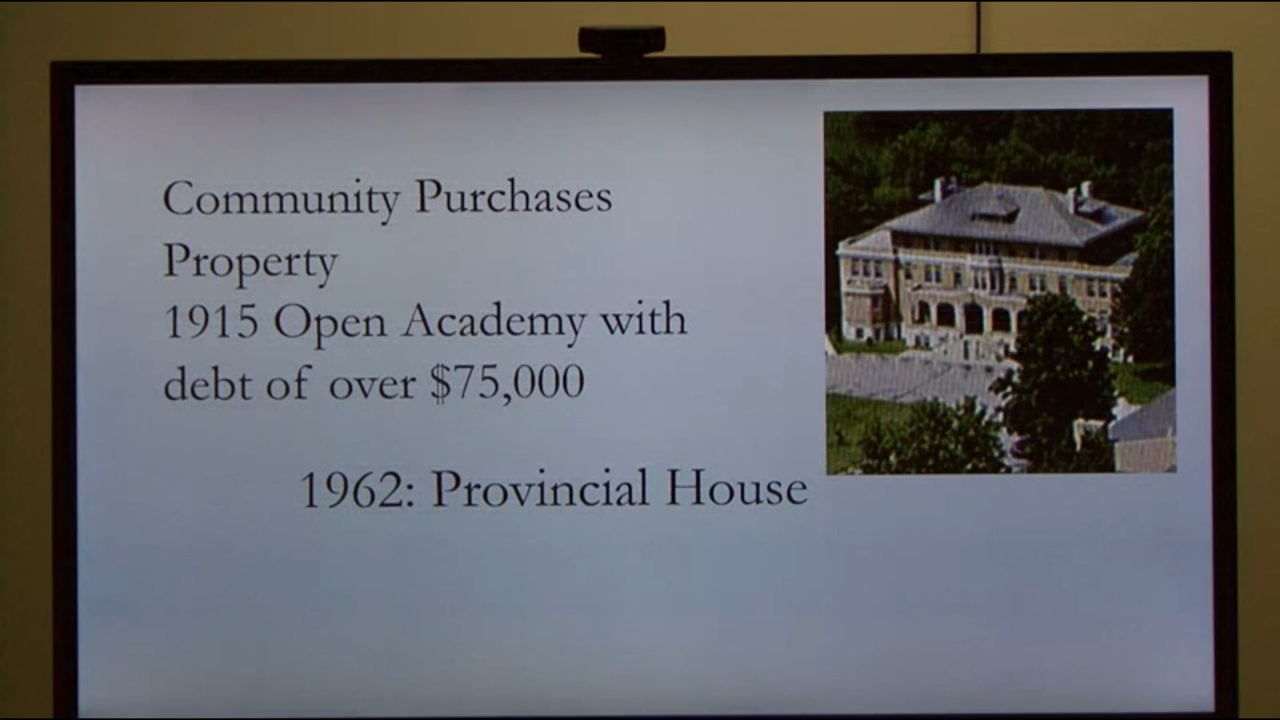 Community Purchases
Property
1915 Open Academy with
debt of over $75,000
1962: Provincial House